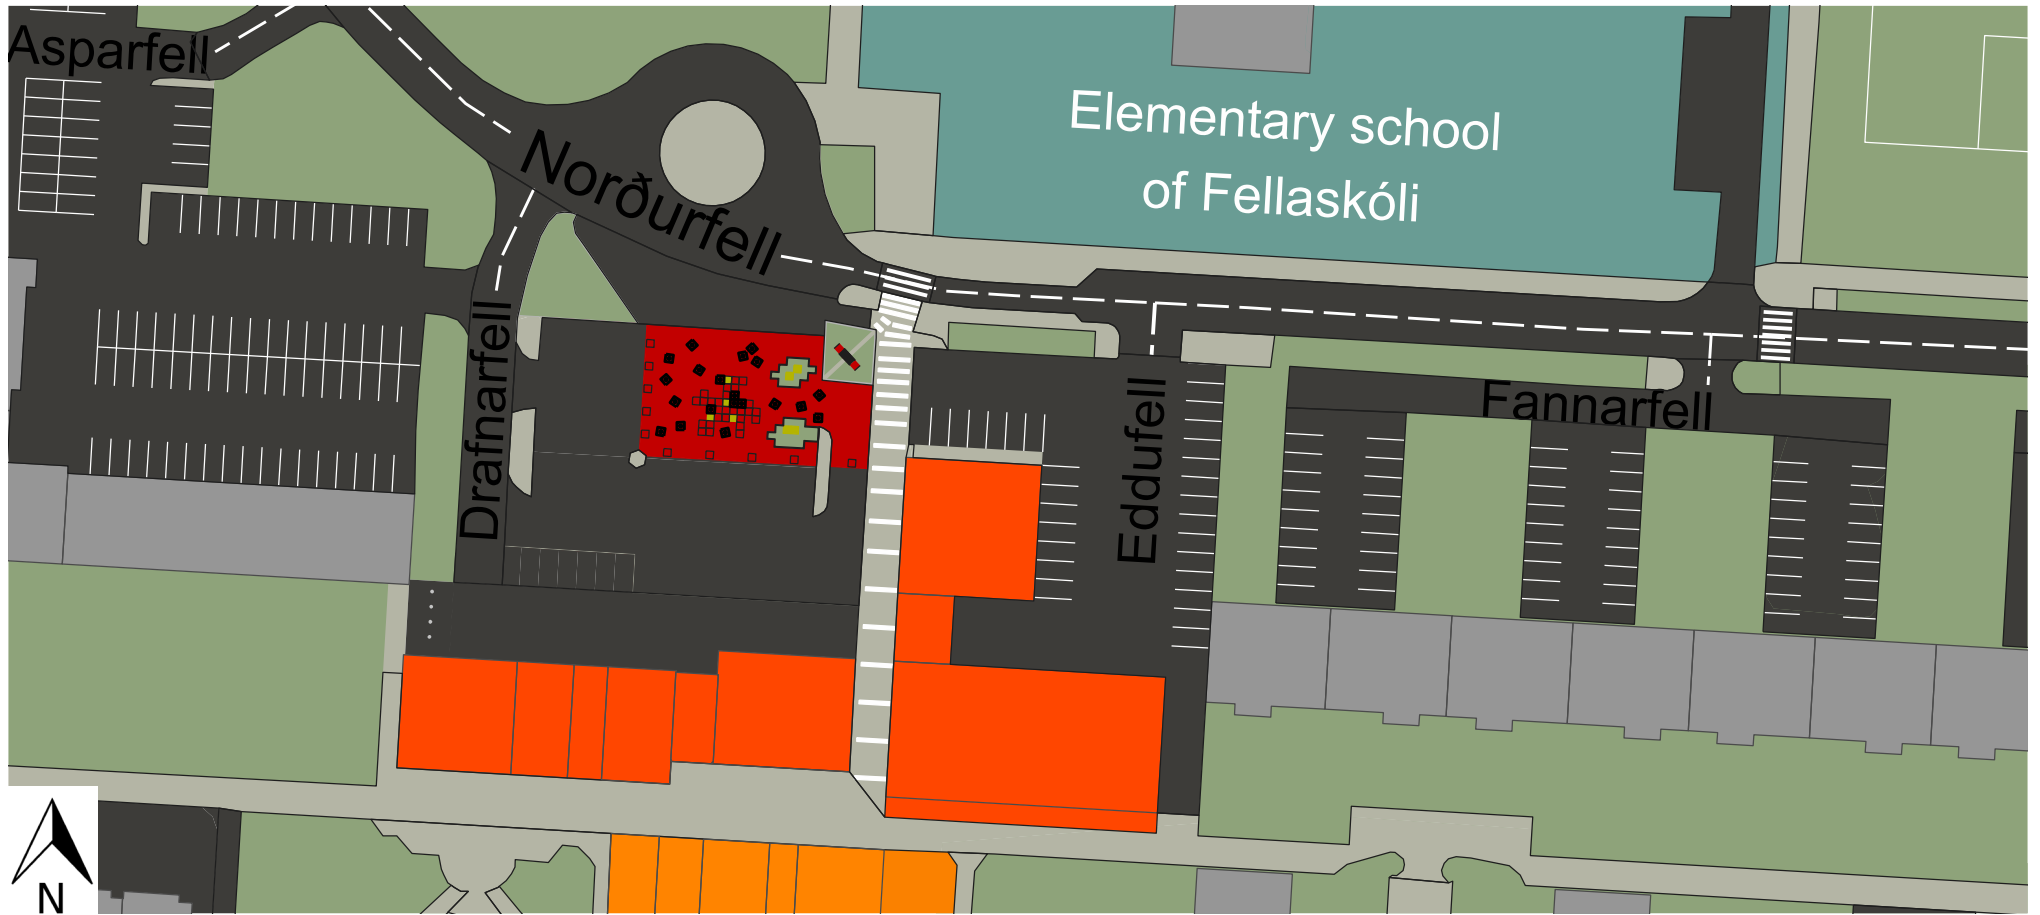 Asparfell
Norðurfell
Elementary school
of Fellaskóli
Drafnarfell
Eddufell
Fannarfell
N